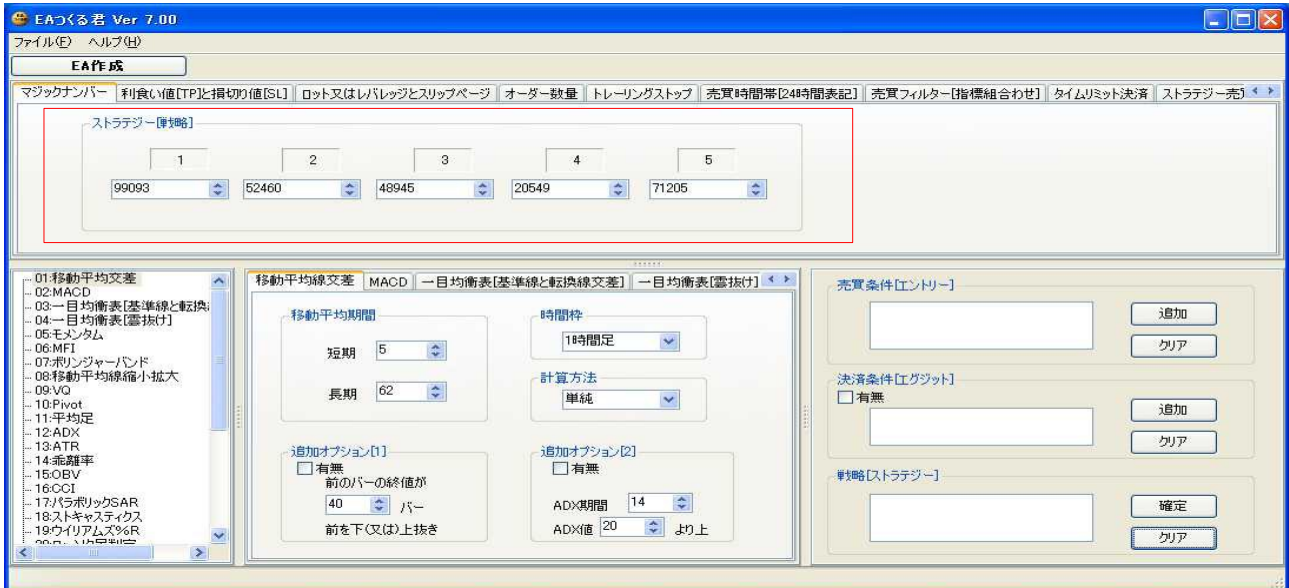 EAつくる君 Ver 7.00
ファイル(F) ヘルプ(H)
EA作成
マジックナンバー 利食い値[TP]と損切り値[SL] ロット又はレバレッジとスリップページ オーダー数量 トレーリングストップ 売買時間帯[24時間表記] 売買フィルター[指標組合わせ] タイムリミット決済 ストラテジー売
ストラテジー[戦略]
1 2 3 4 5
99093 52460 48945 20549 71205
01:移動平均交差
02:MACD
03:一目均衡表[基準線と転換
04:一目均衡表[雲抜け]
05:モメンタム
06:MFI
07:ボリンジャーバンド
08:移動平均線縮小拡大
09:VQ
10:Pivot
11:平均足
12:ADX
13:ATR
14:乖離率
15:OBV
16:CCI
17:パラボリックSAR
18:ストキャスティクス
19:ウイリアムズ%R
移動平均線交差 MACD 一目均衡表[基準線と転換線交差] 一目均衡表[雲抜け]
移動平均期間
短期 5
長期 62
時間枠
1時間足
計算方法
単純
追加オプション[1]
有無
前のバーの終値が
40 バー
前を下(又は)上抜き
追加オプション[2]
有無
ADX期間 14
ADX値 20 より上
売買条件[エントリー]
追加
クリア
決済条件[エグジット]
有無
追加
クリア
戦略[ストラテジー]
確定
クリア